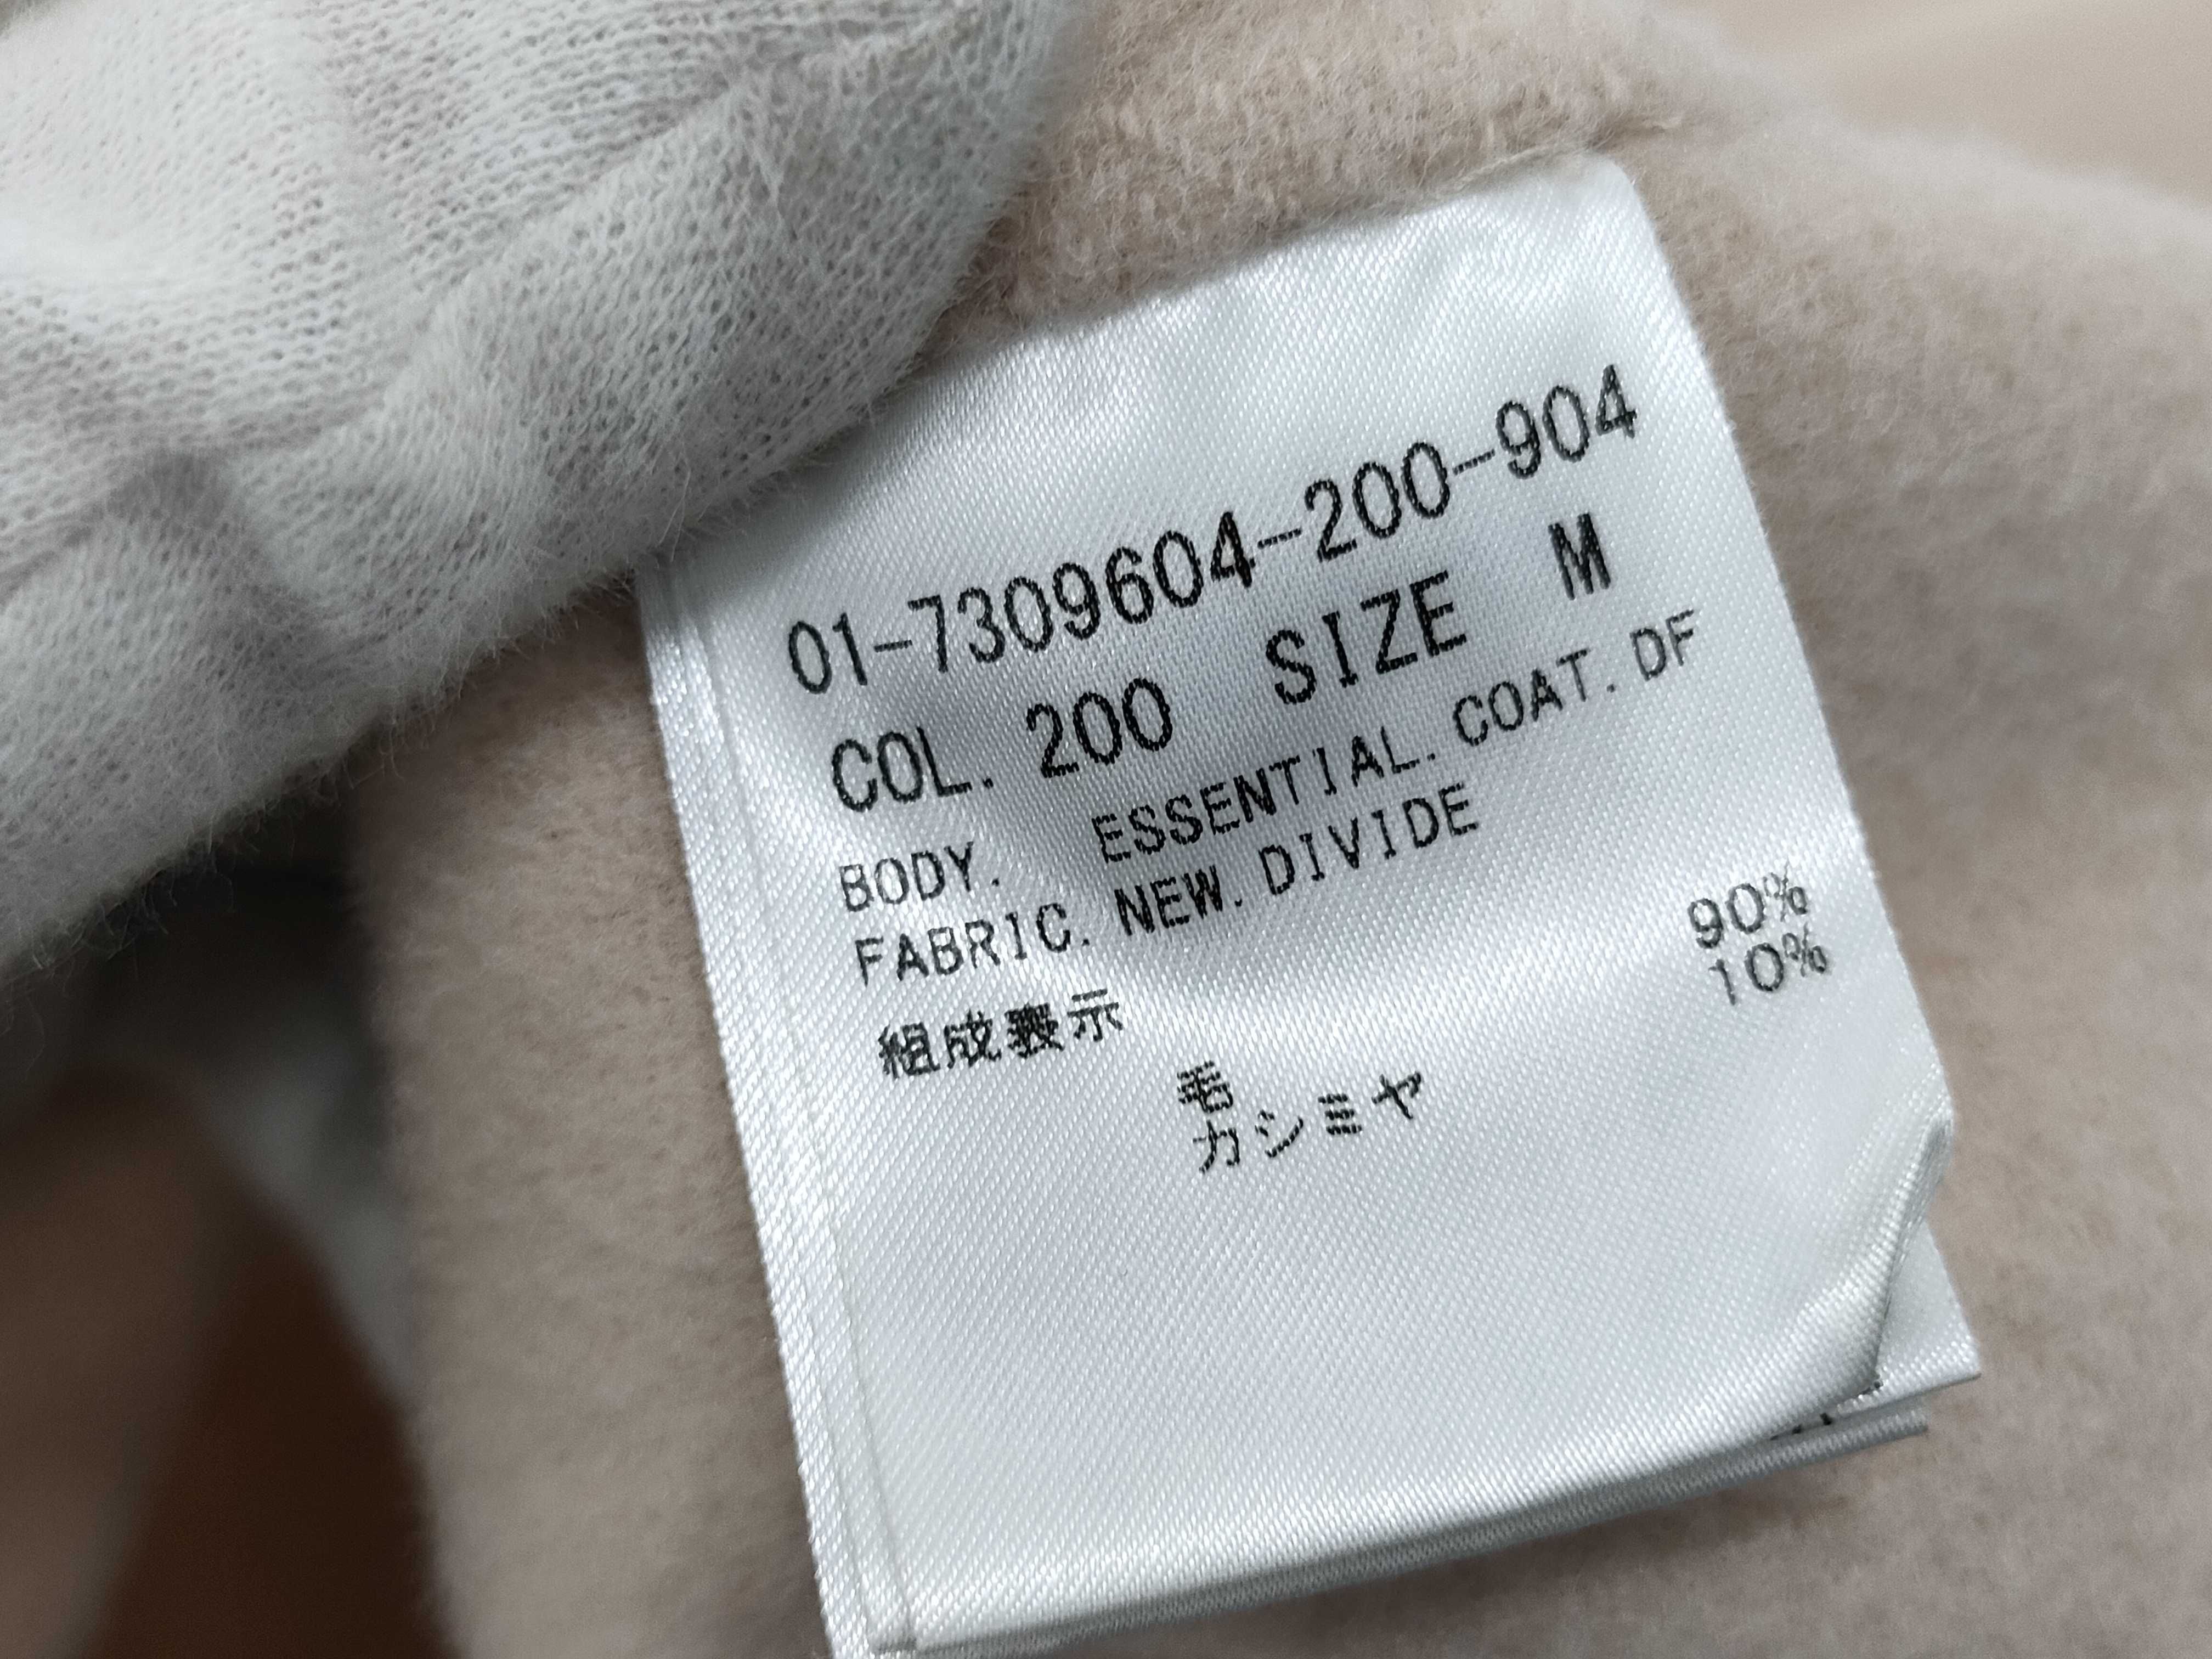 01-7309604-200-904
COL. 200 SIZE M
BODY. ESSENTIAL. COAT. DF
FABRIC. NEW. DIVIDE
組成表示
毛 90%
カシミヤ 10%